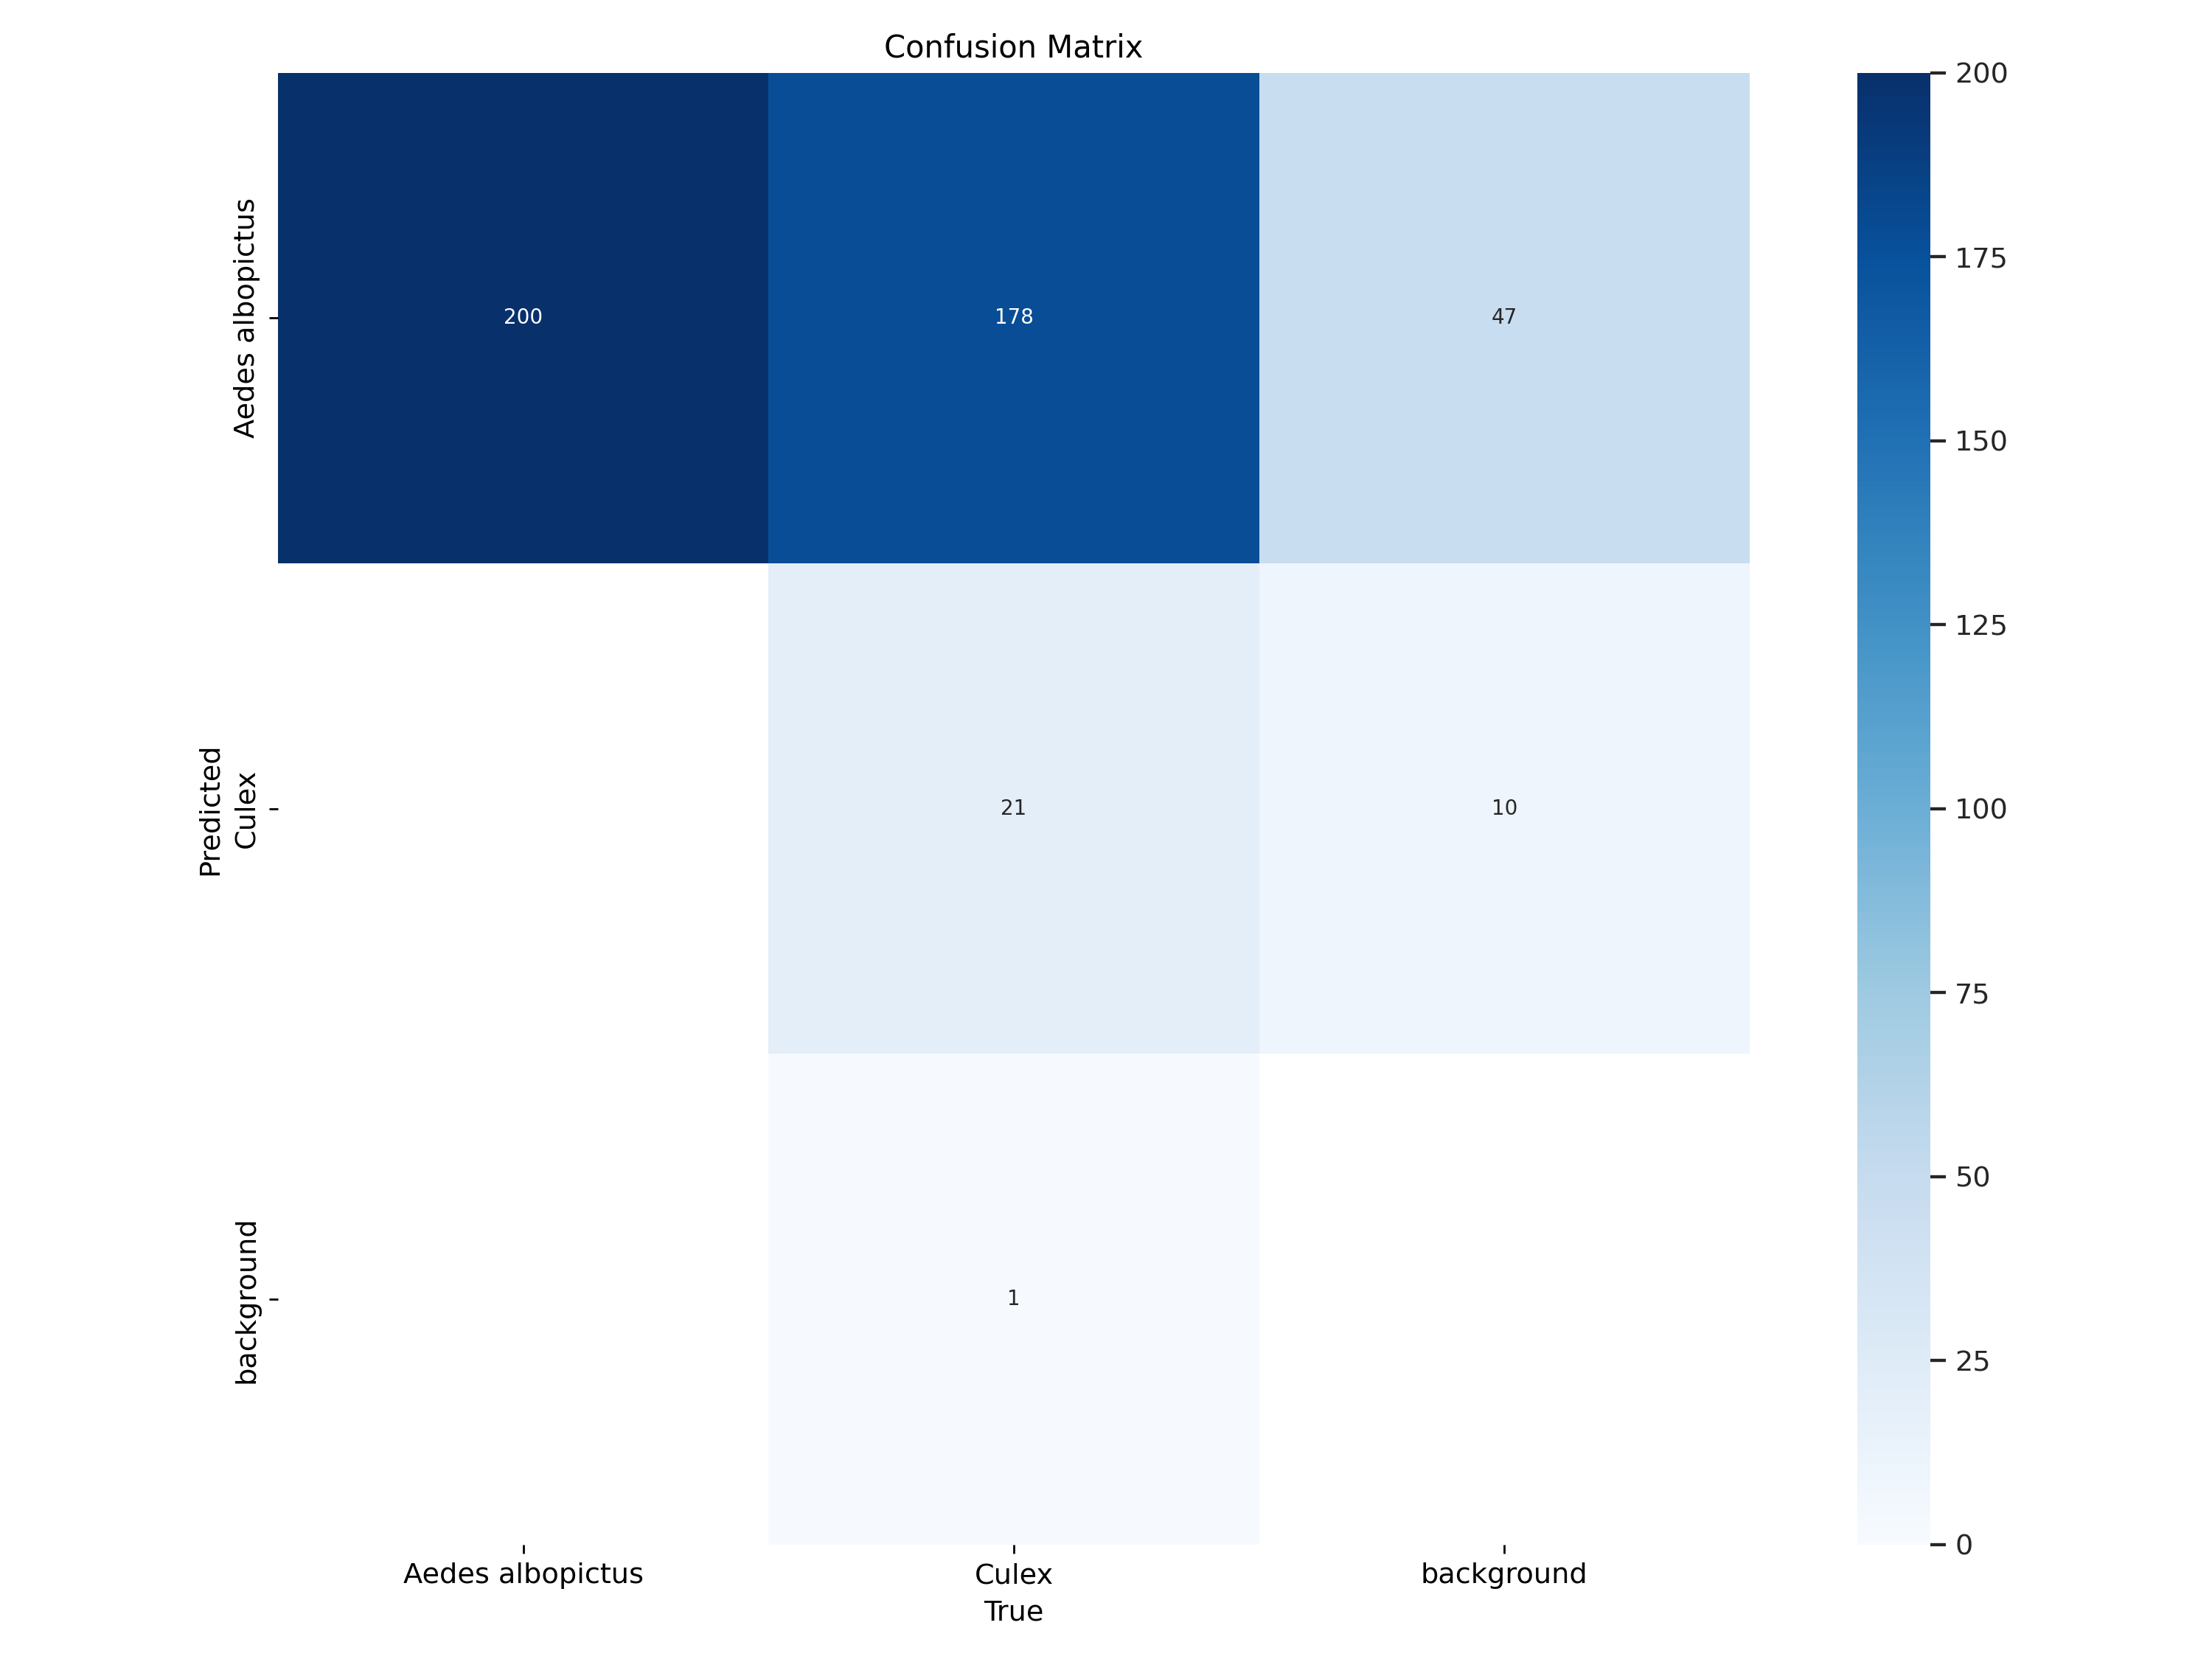 Confusion Matrix
200
178
47
21
10
1
Aedes albopictus
Culex
background
Predicted
Aedes albopictus
Culex
background
True
200
175
150
125
100
75
50
25
0